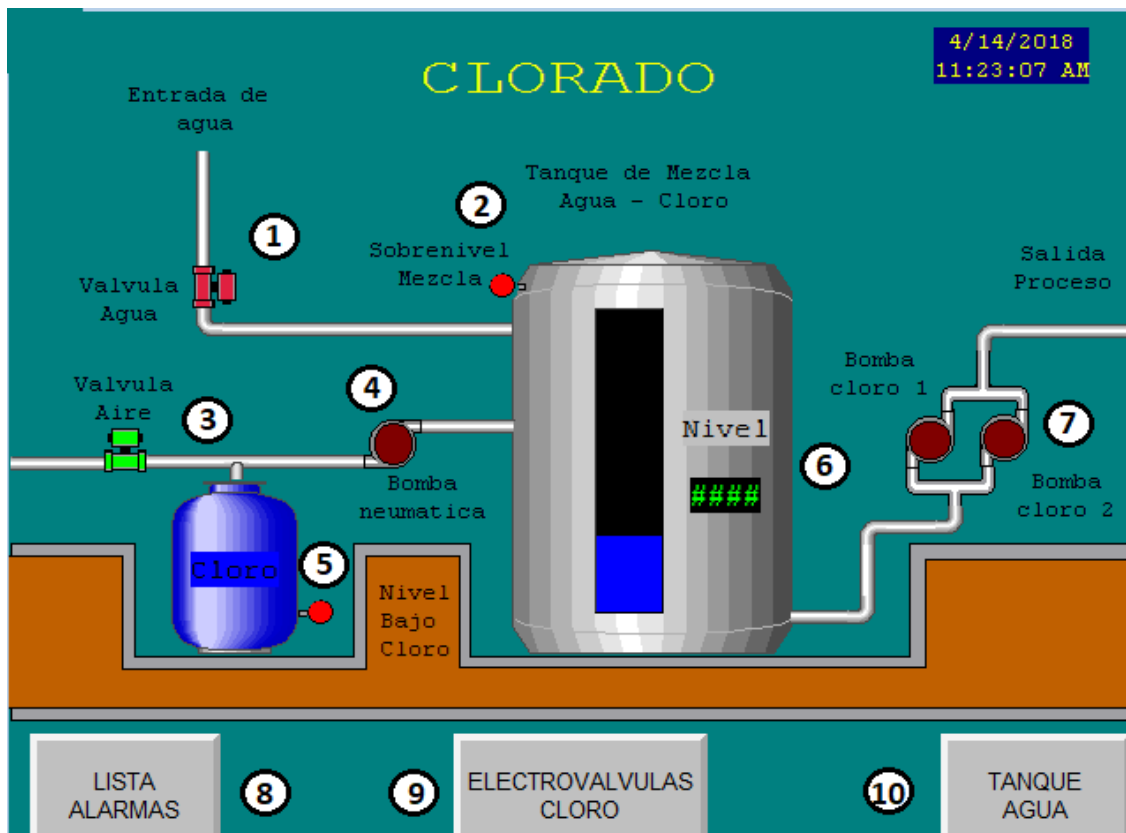 4/14/2018
11:23:07 AM
CLORADO
Entrada de
agua
1
2
Tanque de Mezcla
Agua - Cloro
Sobrenivel
Mezcla
Valvula
Agua
Salida
Proceso
Valvula
Aire
3
4
Bomba
cloro 1
7
Nivel
####
6
Bomba
neumatica
Bomba
cloro 2
Cloro
5
Nivel
Bajo
Cloro
LISTA
ALARMAS
8
9
ELECTROVALVULAS
CLORO
10
TANQUE
AGUA